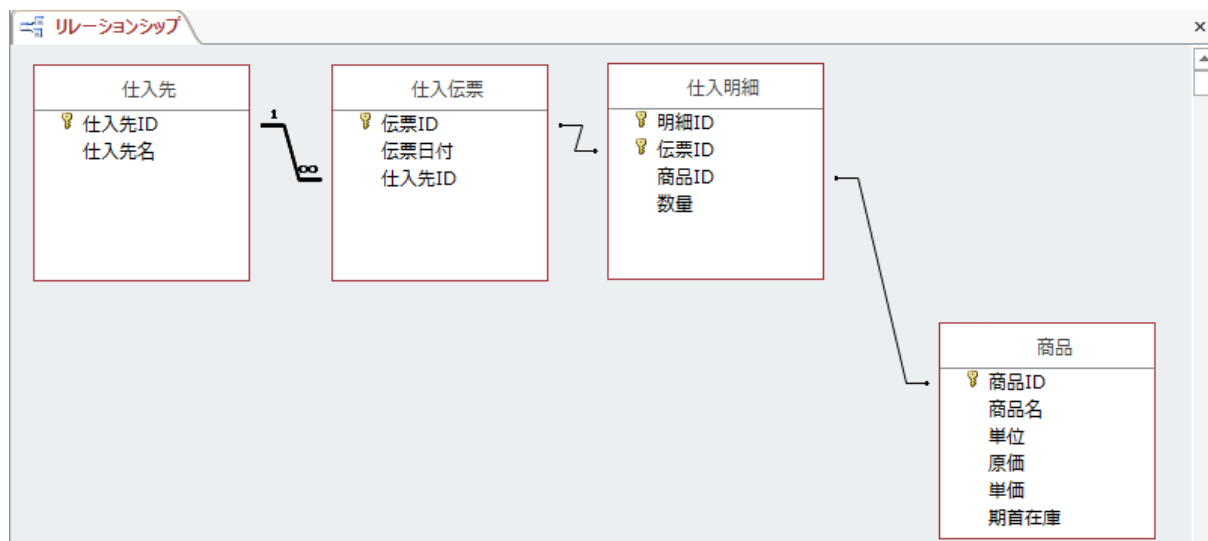 リレーションシップ
仕入先
仕入先ID
仕入先名
1
∞
仕入伝票
伝票ID
伝票日付
仕入先ID
仕入明細
明細ID
伝票ID
商品ID
数量
商品
商品ID
商品名
単位
原価
単価
期首在庫